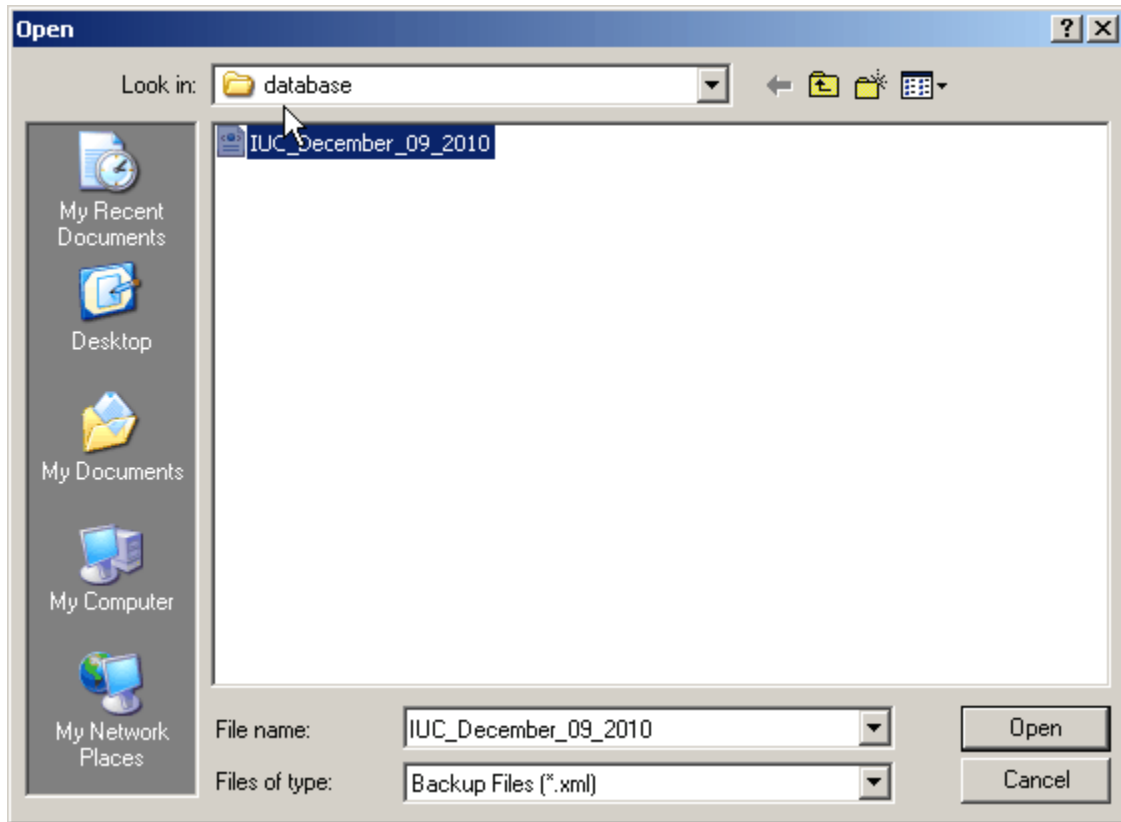 Open
Look in: database
IUC_December_09_2010
My Recent
Documents
Desktop
My Documents
My Computer
My Network
Places
File name: IUC_December_09_2010 Open
Files of type: Backup Files (*.xml) Cancel